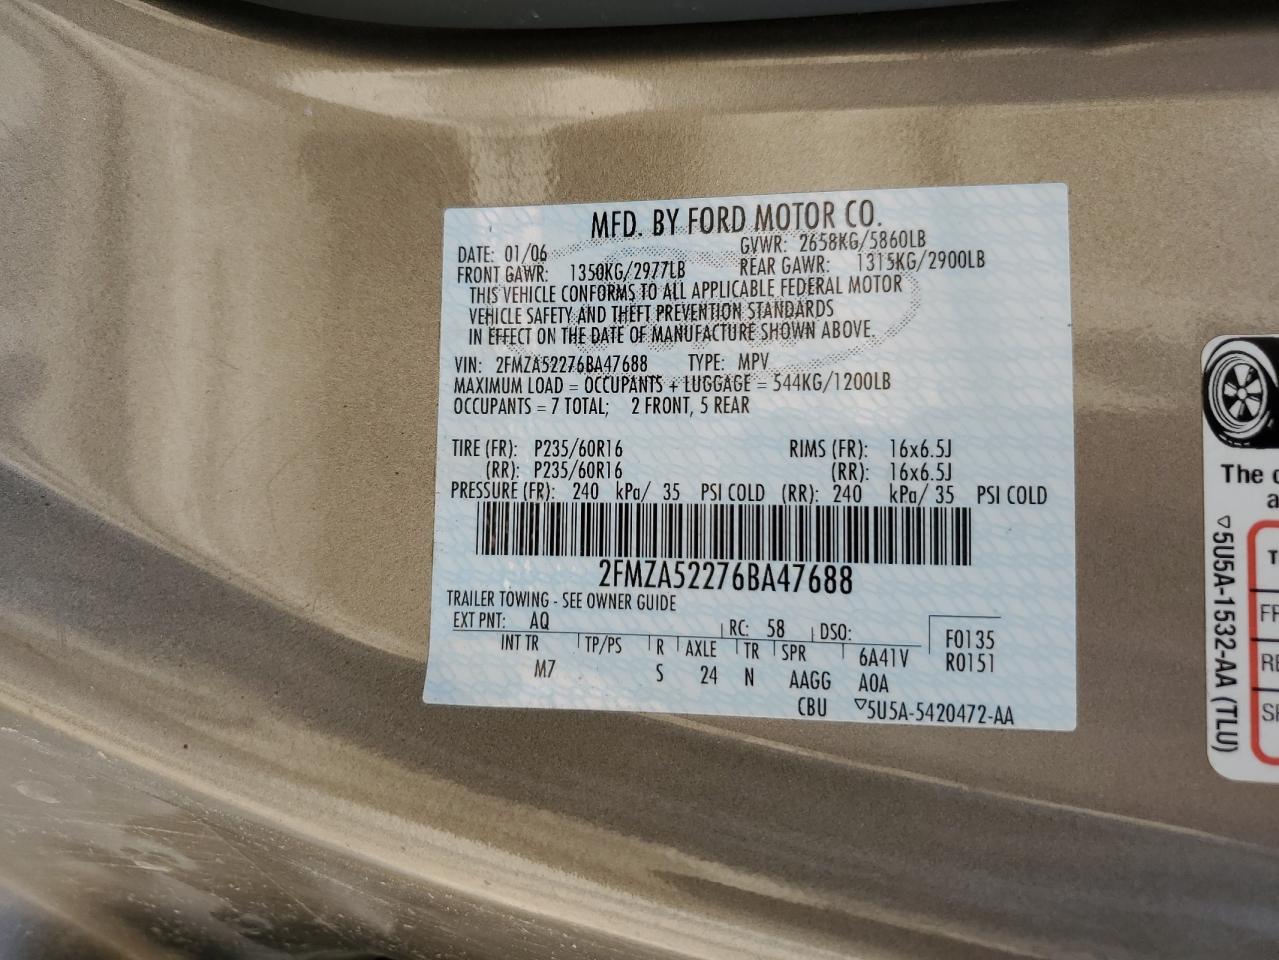 MFD. BY FORD MOTOR CO.
DATE: 01/06 GVWR: 2658KG/5860LB
FRONT GAWR: 1350KG/2977LB REAR GAWR: 1315KG/2900LB
THIS VEHICLE CONFORMS TO ALL APPLICABLE FEDERAL MOTOR
VEHICLE SAFETY AND THEFT PREVENTION STANDARDS
IN EFFECT ON THE DATE OF MANUFACTURE SHOWN ABOVE.
VIN: 2FMZA52276BA47688 TYPE: MPV
MAXIMUM LOAD = OCCUPANTS + LUGGAGE = 544KG/1200LB
OCCUPANTS = 7 TOTAL; 2 FRONT, 5 REAR
TIRE (FR): P235/60R16 RIMS (FR): 16x6.5J
(RR): P235/60R16 (RR): 16x6.5J
PRESSURE (FR): 240 kPa/ 35 PSI COLD (RR): 240 kPa/ 35 PSI COLD
2FMZA52276BA47688
TRAILER TOWING - SEE OWNER GUIDE
EXT PNT: AQ RC: 58 DSO: F0135
INT TR TP/PS R AXLE TR SPR 6A41V R0151
M7 S 24 N AAGG A0A
CBU ▽5U5A-5420472-AA
The
▽5U5A-1532-AA (TLU)